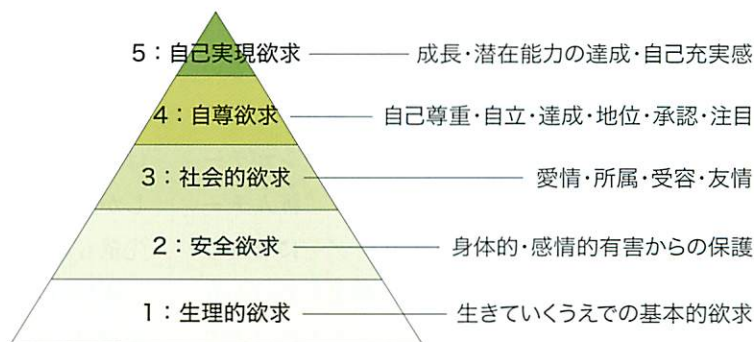 5：自己実現欲求 成長・潜在能力の達成・自己充実感
4：自尊欲求 自己尊重・自立・達成・地位・承認・注目
3：社会的欲求 愛情・所属・受容・友情
2：安全欲求 身体的・感情的有害からの保護
1：生理的欲求 生きていくうえでの基本的欲求